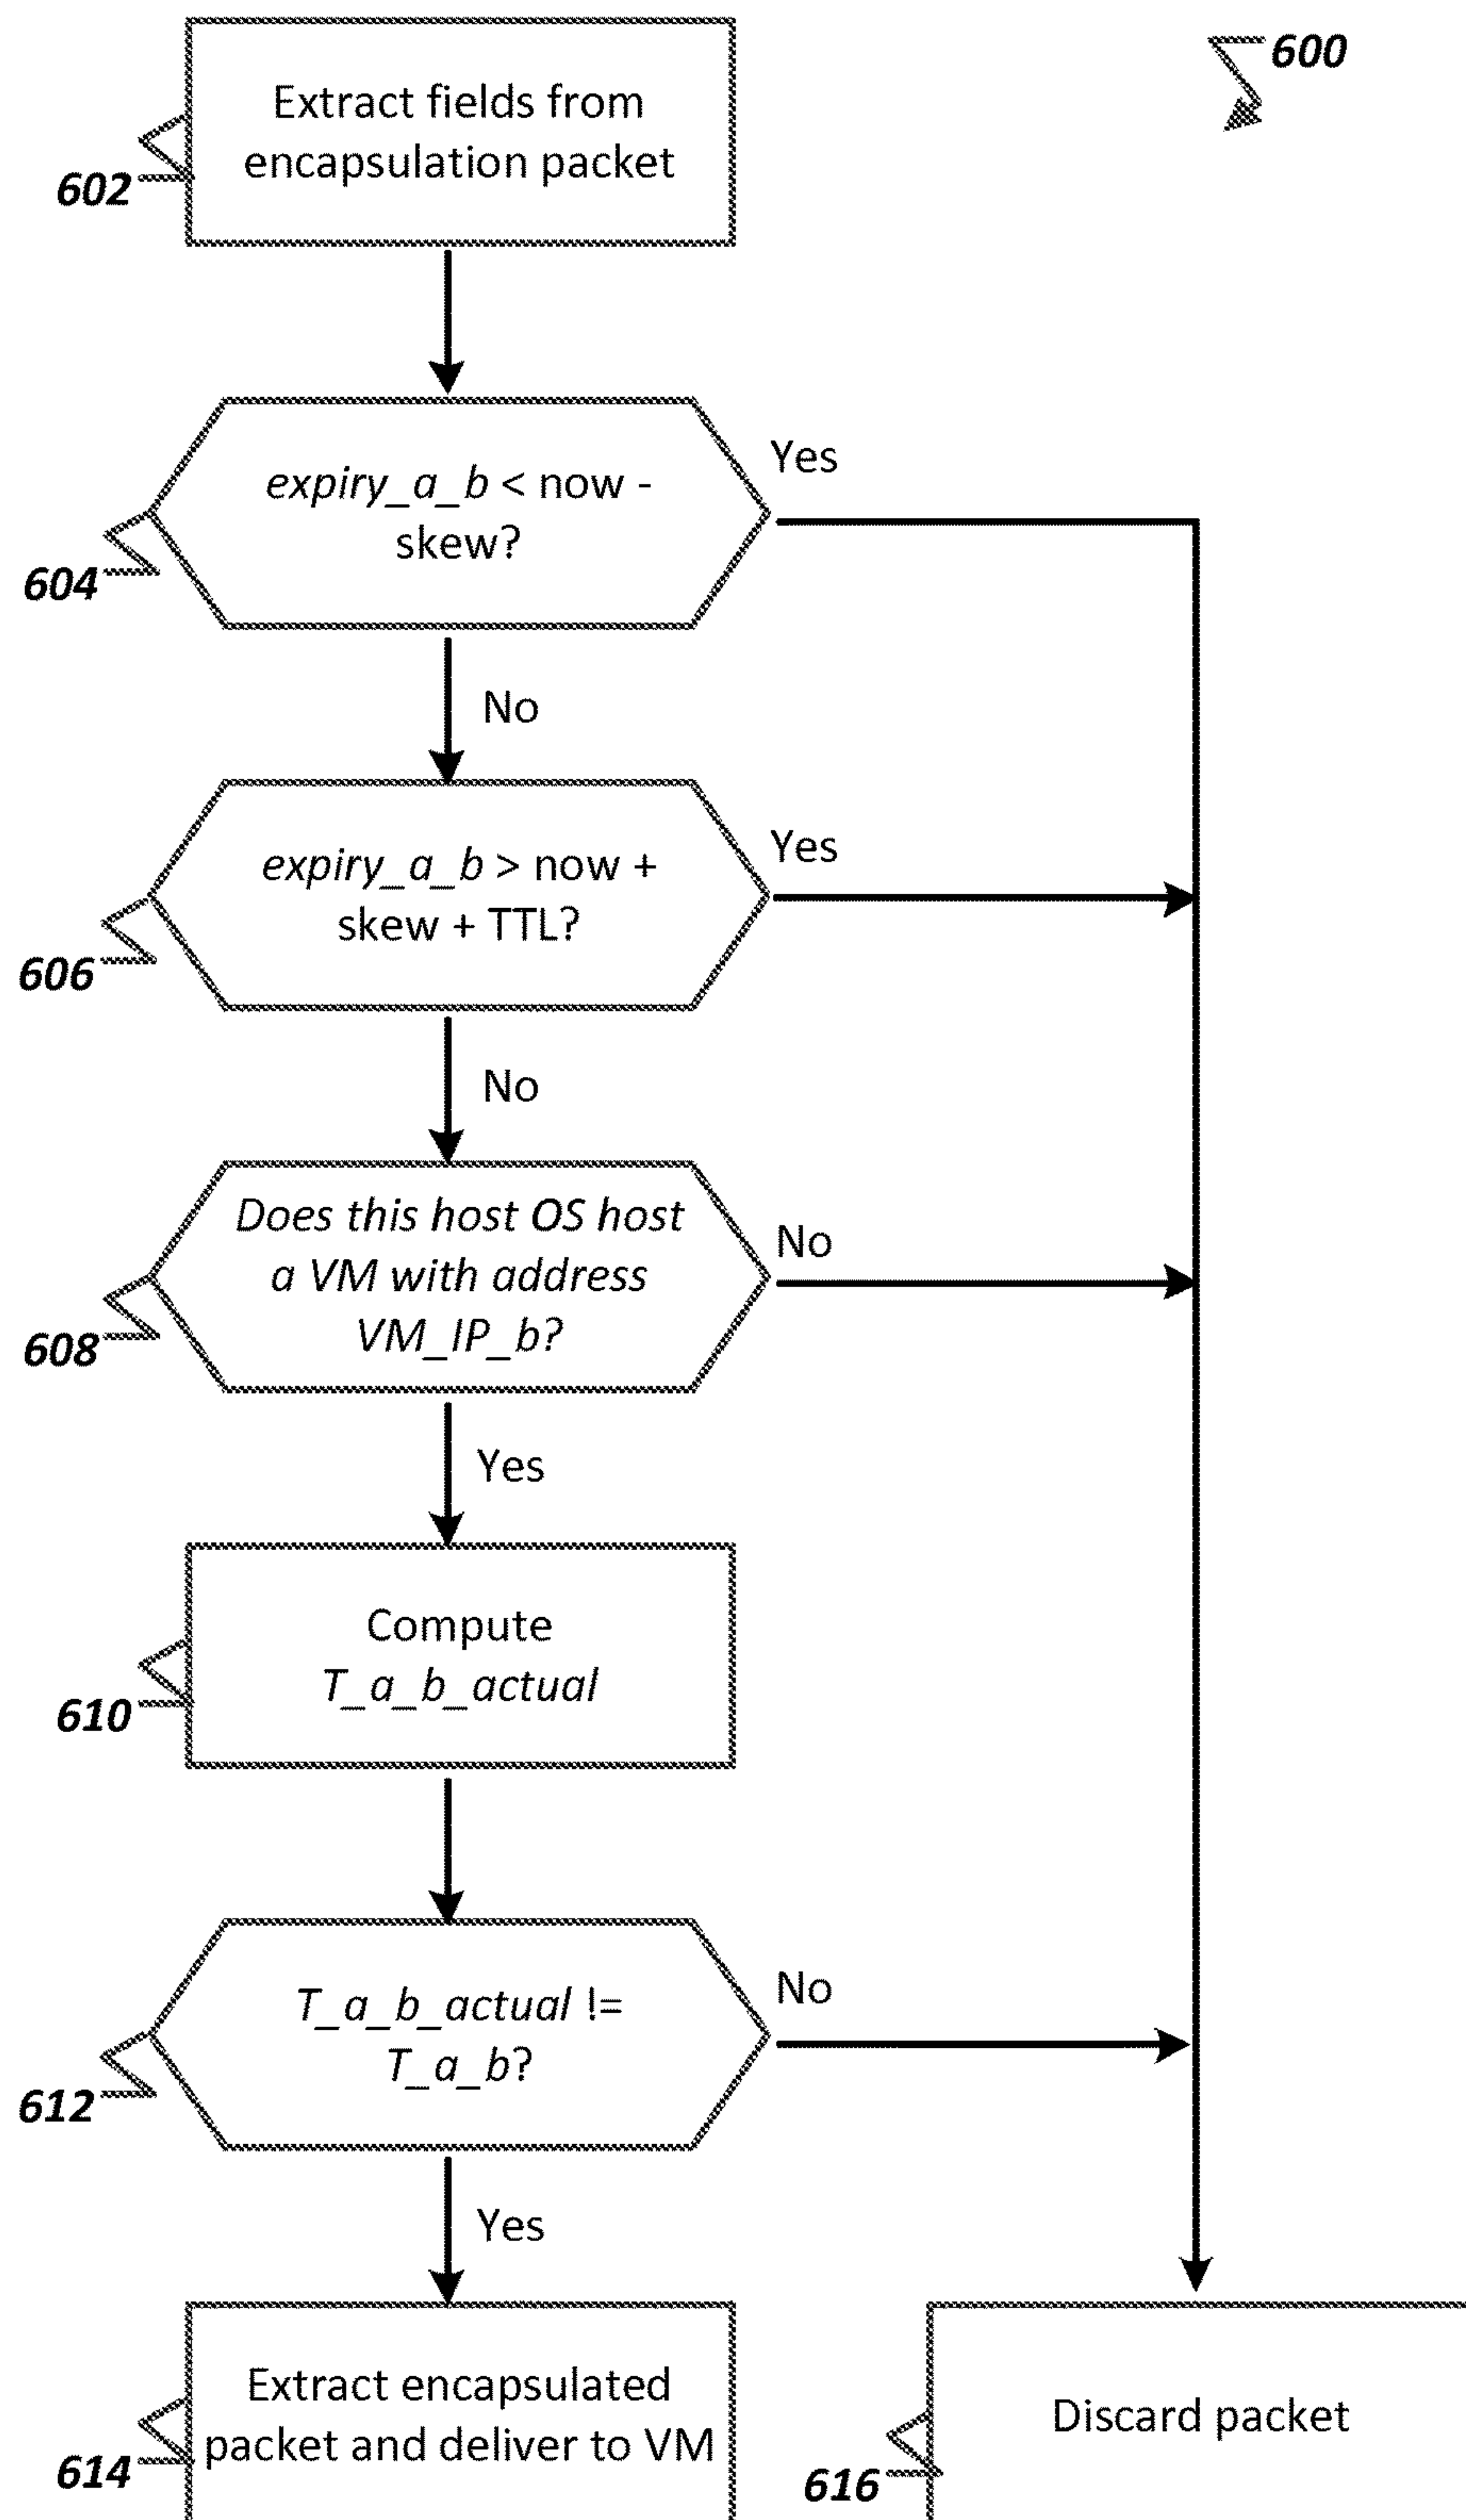 600
Extract fields from
encapsulation packet
602
Yes
expiry_a_b < now -
skew?
604
No
Yes
expiry_a_b > now +
skew + TTL?
606
No
Does this host OS host
a VM with address
VM_IP_b?
No
608
Yes
Compute
T_a_b_actual
610
No
T_a_b_actual !=
T_a_b?
612
Yes
Extract encapsulated
packet and deliver to VM
614
Discard packet
616